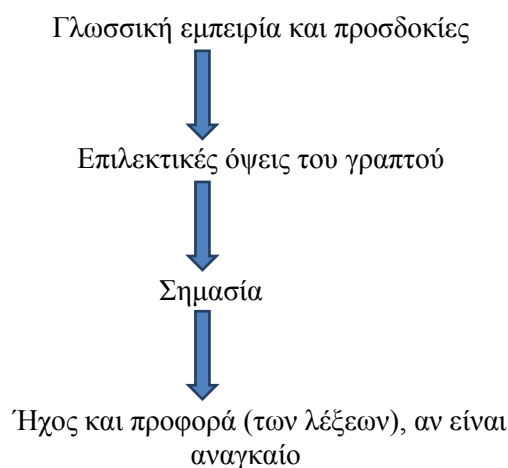 Γλωσσική εμπειρία και προσδοκίες
Επιλεκτικές όψεις του γραπτού
Σημασία
Ήχος και προφορά (των λέξεων), αν είναι
αναγκαίο